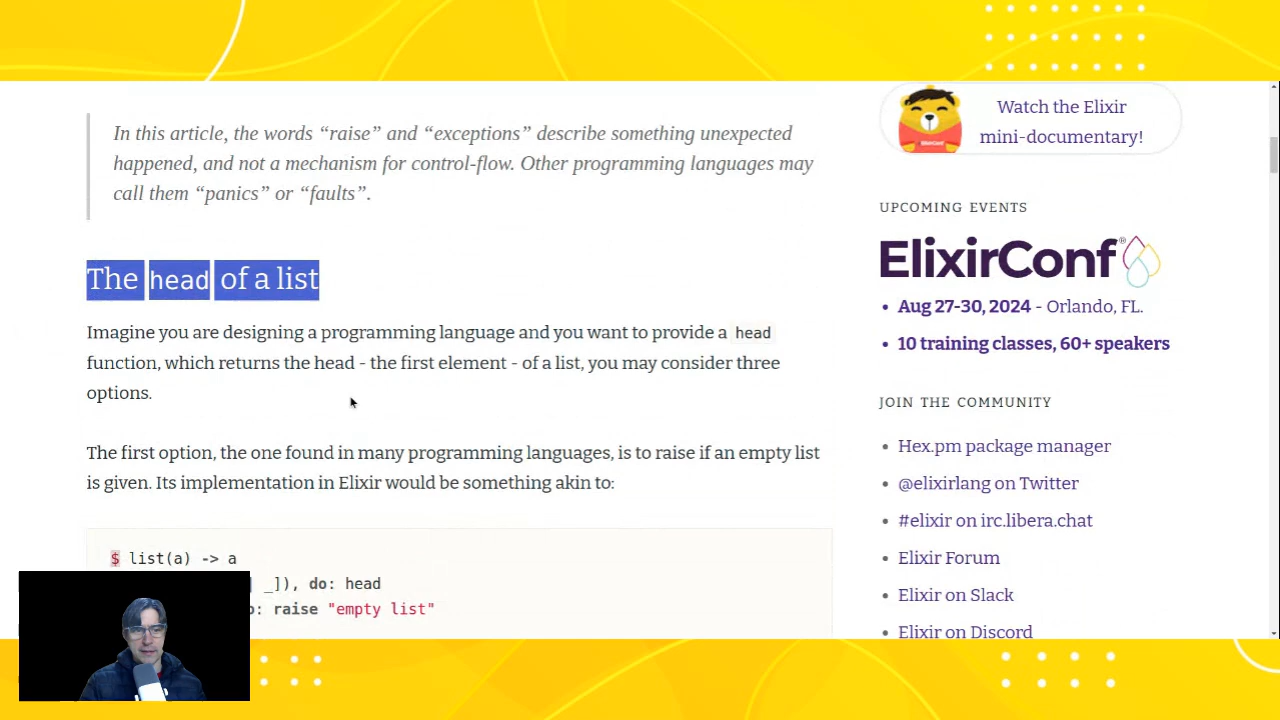 In this article, the words “raise” and “exceptions” describe something unexpected
happened, and not a mechanism for control-flow. Other programming languages may
call them “panics” or “faults”.
The head of a list
Imagine you are designing a programming language and you want to provide a head
function, which returns the head - the first element - of a list, you may consider three
options.
The first option, the one found in many programming languages, is to raise if an empty list
is given. Its implementation in Elixir would be something akin to:
$ list(a) -> a
_]), do: head
: raise "empty list"
Watch the Elixir
mini-documentary!
UPCOMING EVENTS
ElixirConf®
• Aug 27-30, 2024 - Orlando, FL.
• 10 training classes, 60+ speakers
JOIN THE COMMUNITY
• Hex.pm package manager
• @elixirlang on Twitter
• #elixir on irc.libera.chat
• Elixir Forum
• Elixir on Slack
• Elixir on Discord